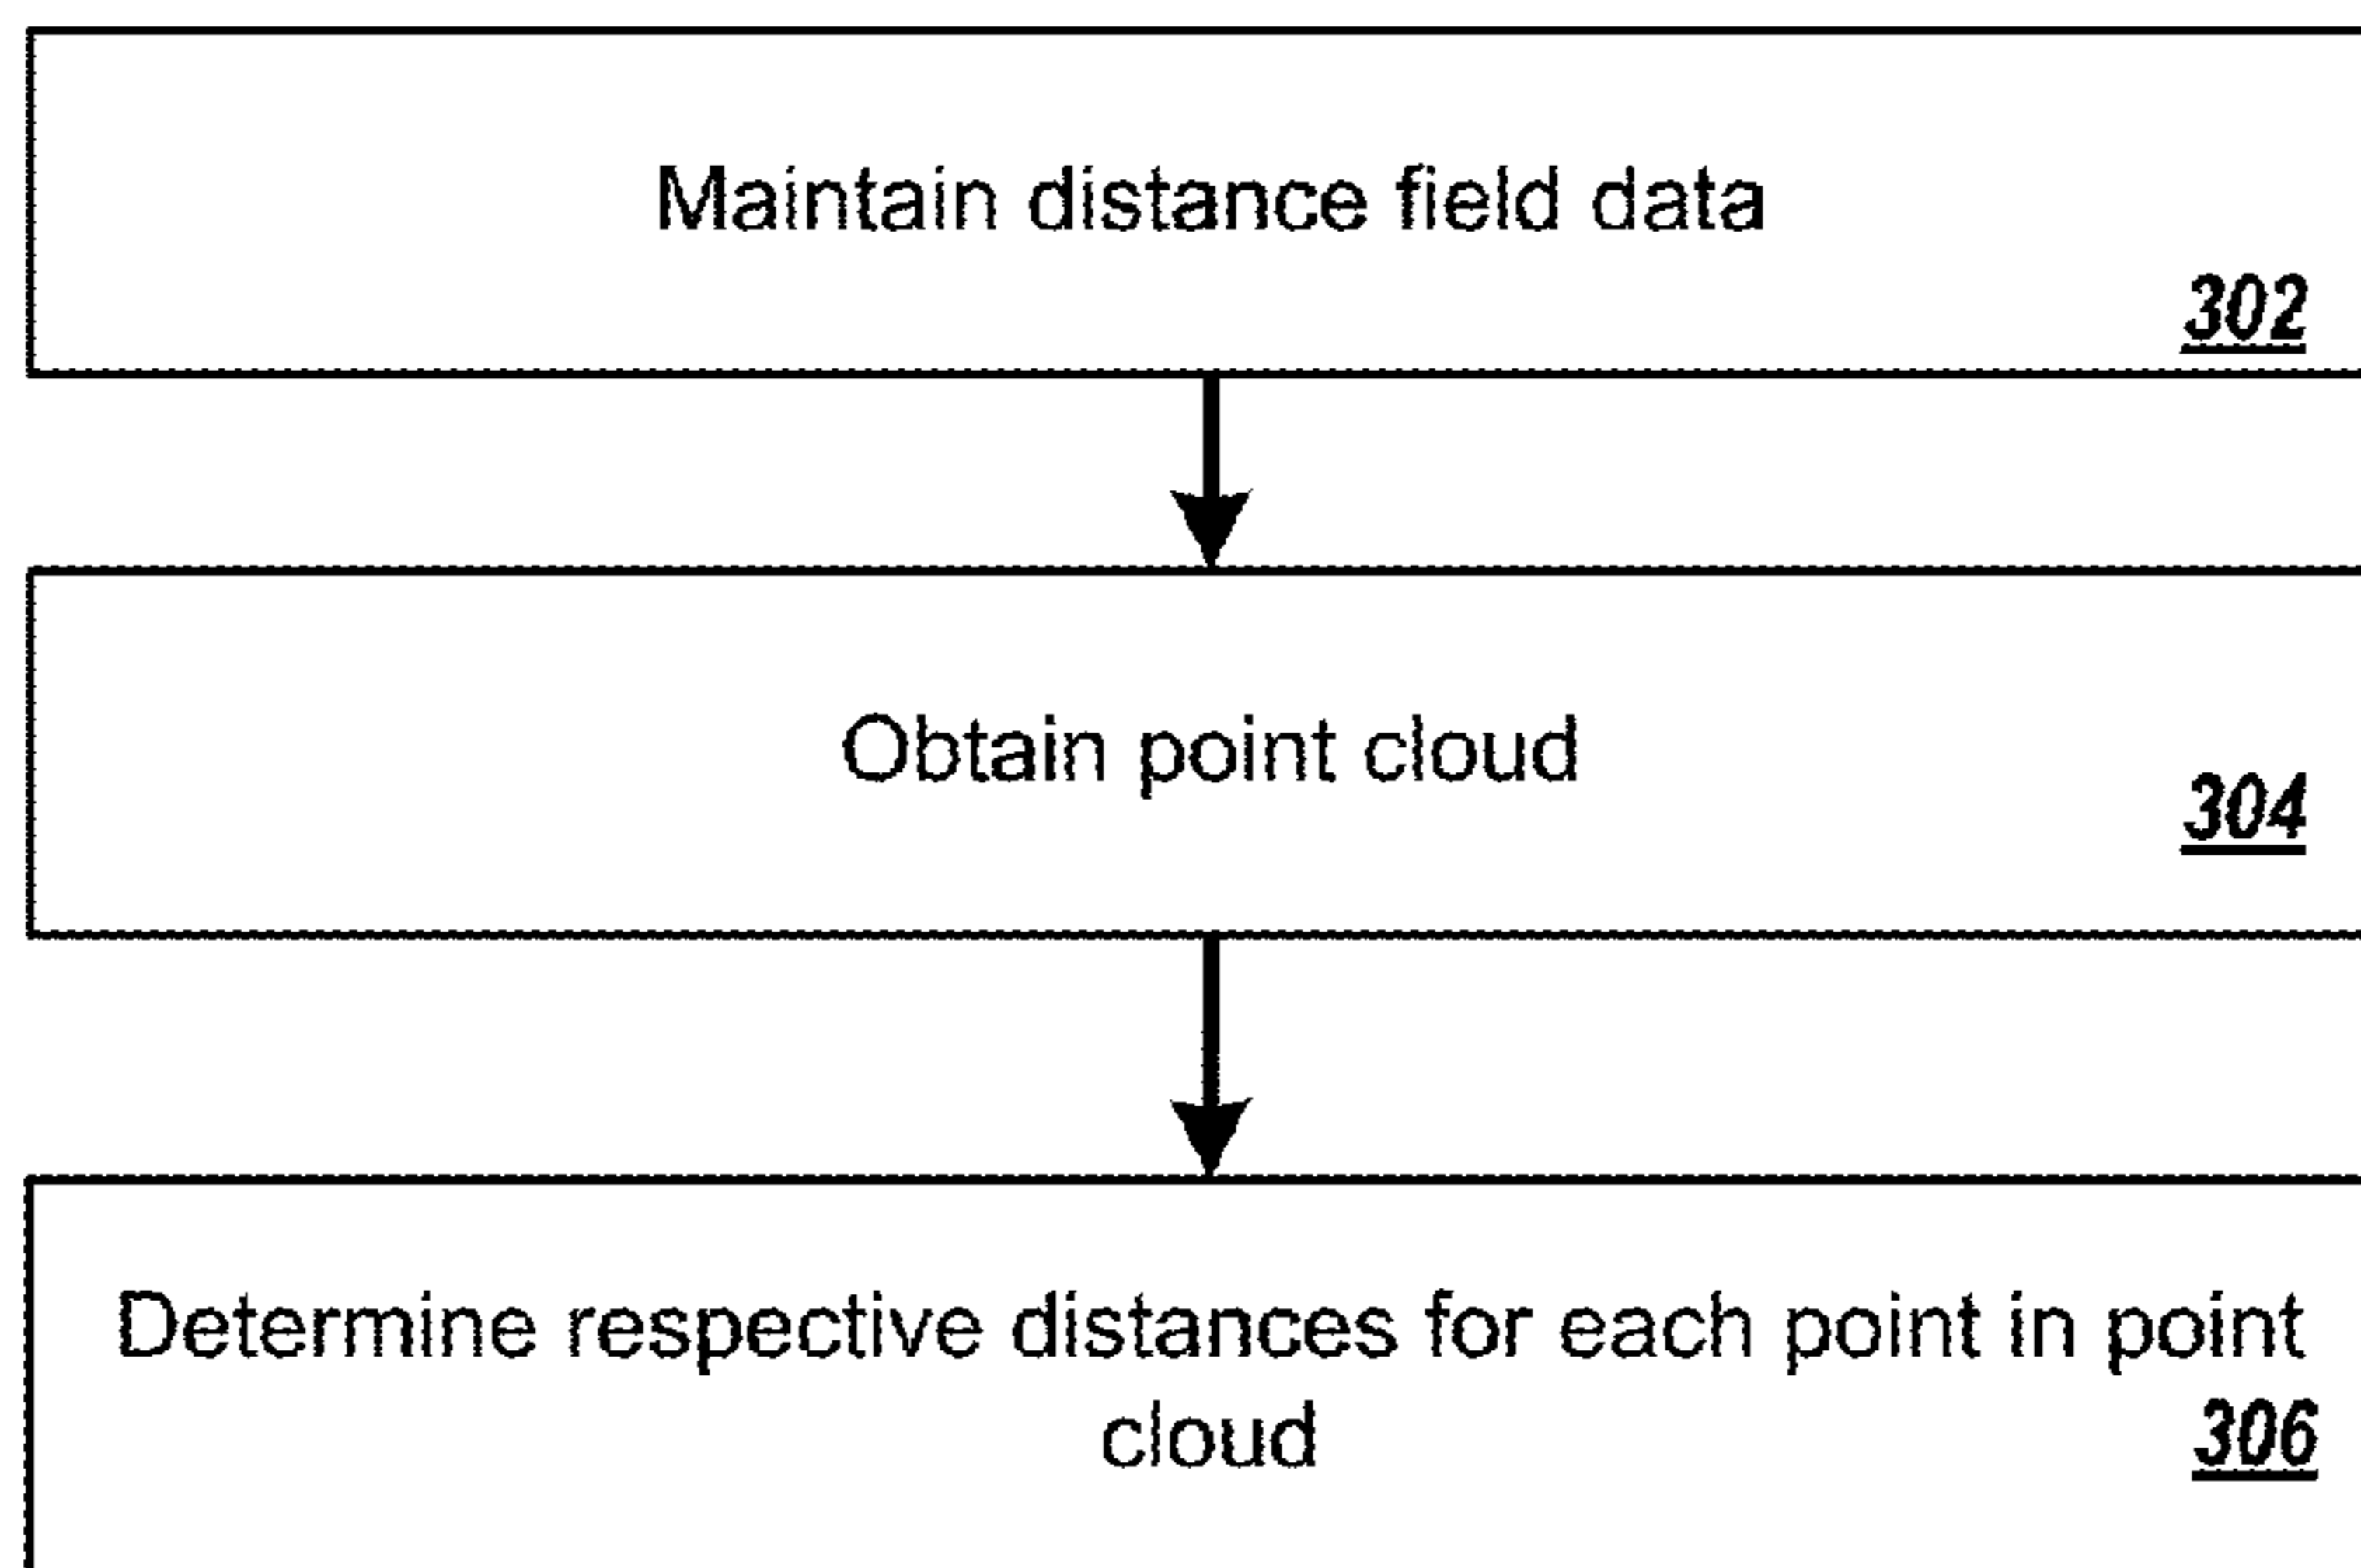 Maintain distance field data
302
Obtain point cloud
304
Determine respective distances for each point in point
cloud
306